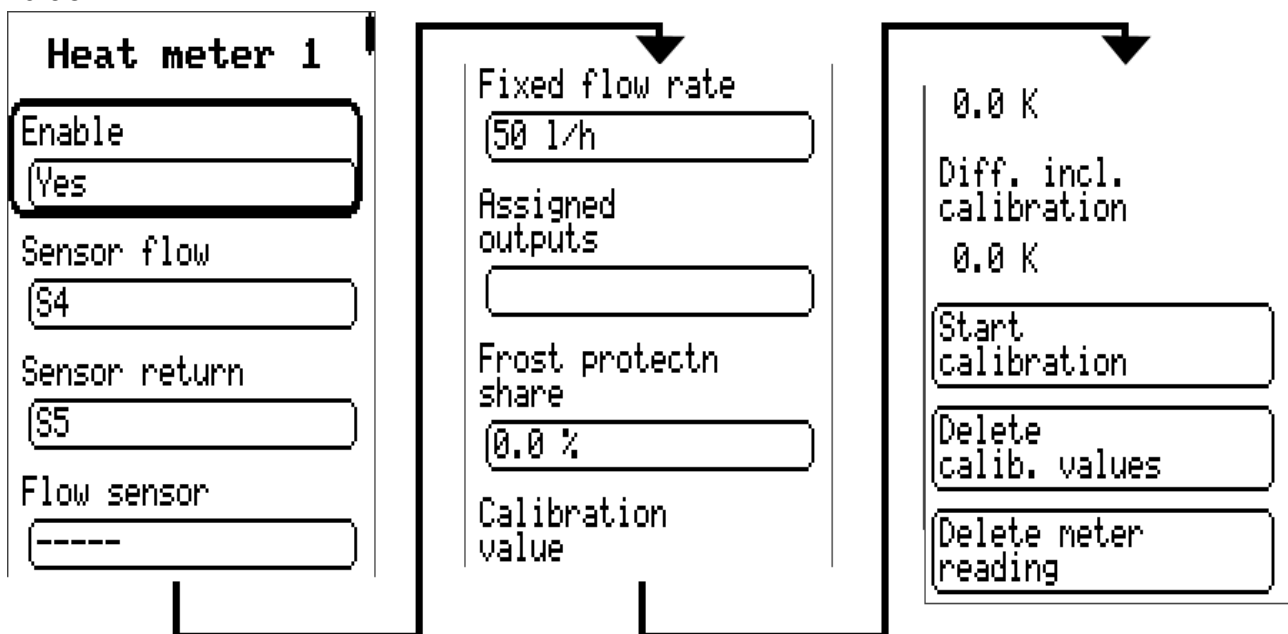 Heat meter 1
Enable
Yes
Sensor flow
S4
Sensor return
S5
Flow sensor
-----
Fixed flow rate
50 l/h
Assigned
outputs
Frost protectn
share
0.0 %
Calibration
value
0.0 K
Diff. incl.
calibration
0.0 K
Start
calibration
Delete
calib. values
Delete meter
reading